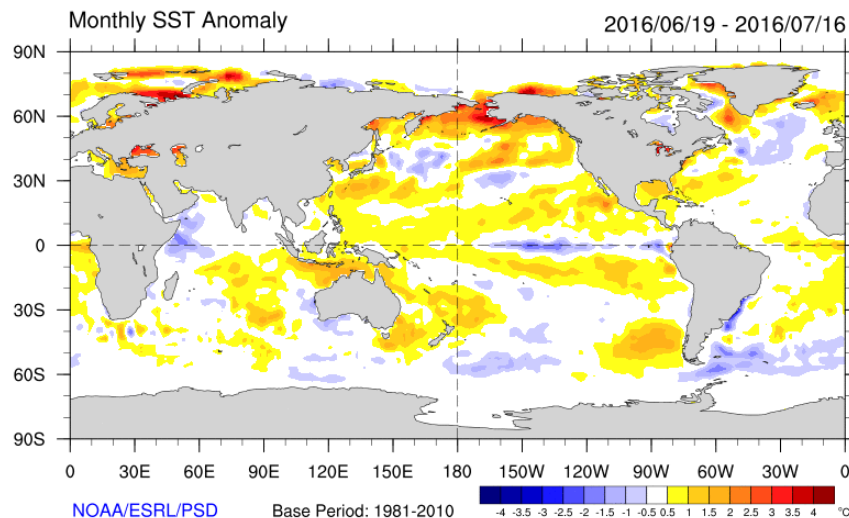 Monthly SST Anomaly 2016/06/19 - 2016/07/16
90N
60N
30N
0
30S
60S
90S
0 30E 60E 90E 120E 150E 180 150W 120W 90W 60W 30W 0
NOAA/ESRL/PSD Base Period: 1981-2010
-4 -3.5 -3 -2.5 -2 -1.5 -1 -0.5 0.5 1 1.5 2 2.5 3 3.5 4 °C